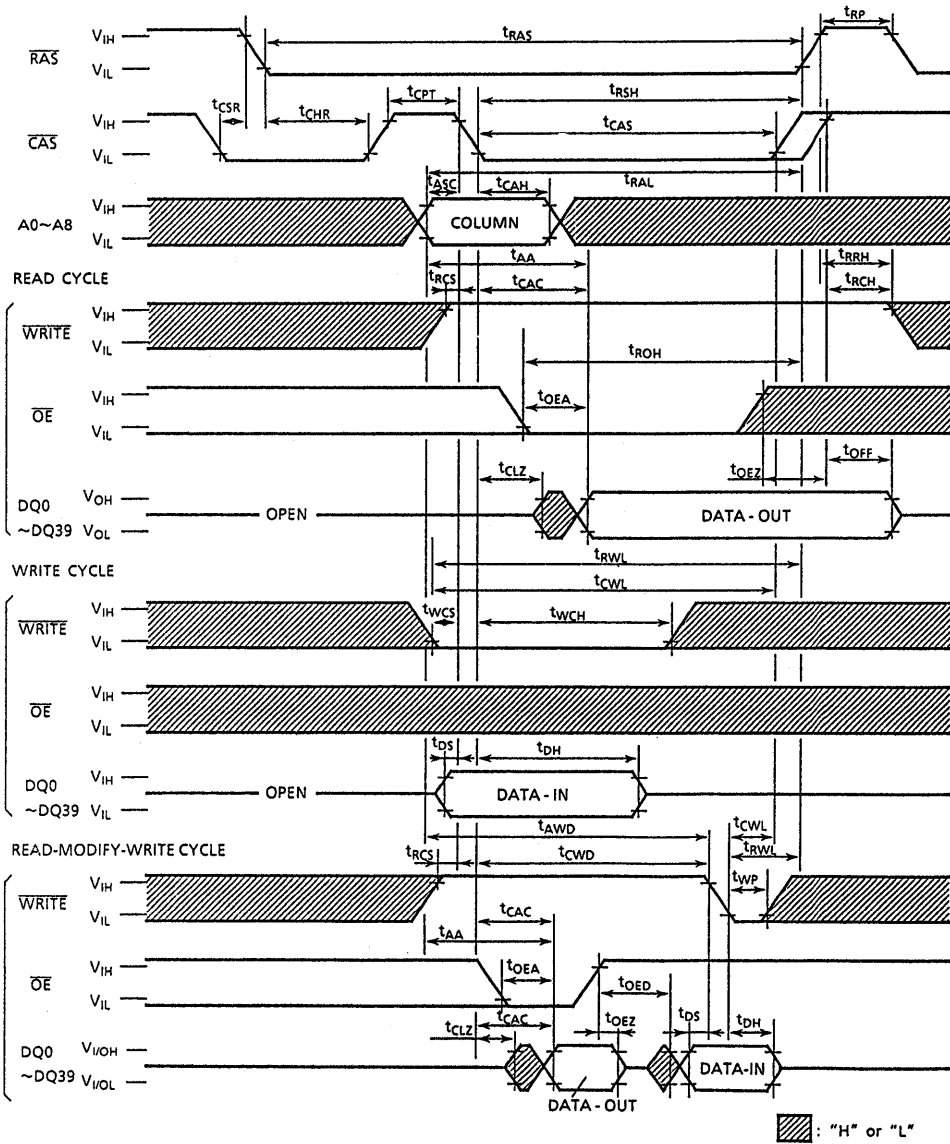 tRP
VIH
tRAS
RAS
VIL
tCPT
tRSH
tCSR
tCHR
VIH
tCAS
CAS
VIL
tASC
tCAH
tRAL
VIH
A0~A8
COLUMN
VIL
tAA
tRRH
READ CYCLE
tRCS
tCAC
tRCH
VIH
WRITE
VIL
tROH
VIH
tOEA
OE
VIL
tOFF
tCLZ
tOEZ
DQ0
VOH
OPEN
DATA-OUT
~DQ39
VOL
tRWL
WRITE CYCLE
tCWL
VIH
tWCS
tWCH
WRITE
VIL
VIH
OE
VIL
tDS
tDH
VIH
DQ0
OPEN
DATA-IN
~DQ39
VIL
tAWD
tCWL
READ-MODIFY-WRITE CYCLE
tRCS
tCWD
tRWL
VIH
tWP
WRITE
VIL
tCAC
tAA
VIH
tOEA
OE
tOED
VIL
tCAC
tCLZ
tOEZ
tDS
tDH
DQ0
VI/OH
DATA-IN
~DQ39
VI/OL
DATA-OUT
: "H" or "L"